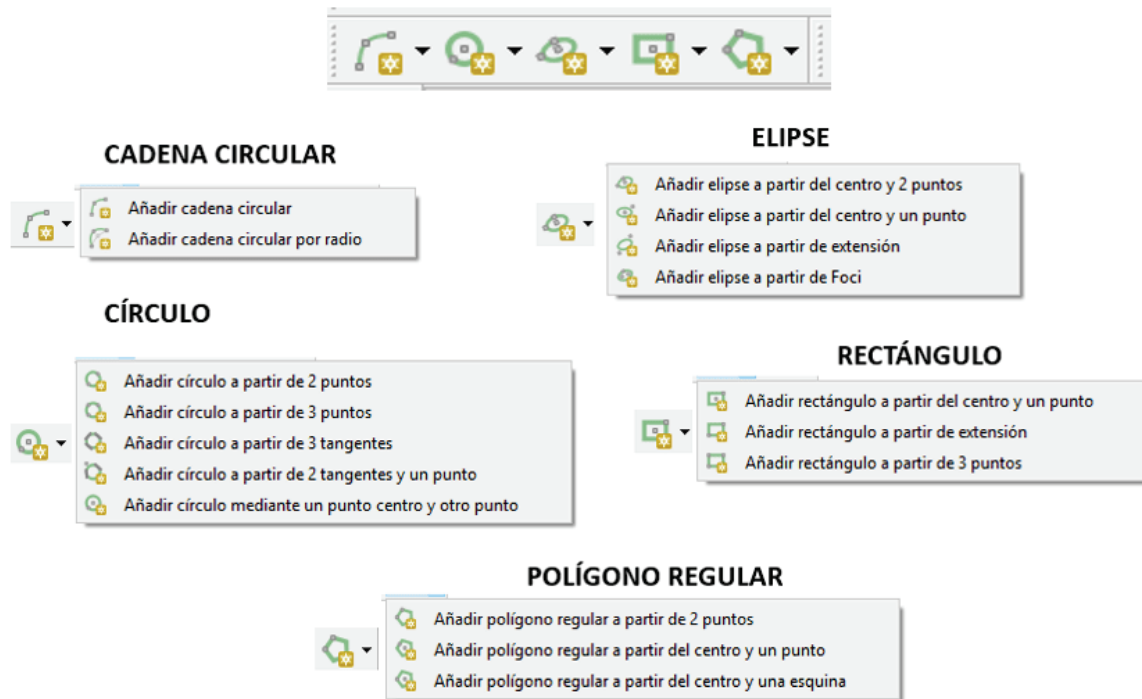 CADENA CIRCULAR
Añadir cadena circular
Añadir cadena circular por radio
ELIPSE
Añadir elipse a partir del centro y 2 puntos
Añadir elipse a partir del centro y un punto
Añadir elipse a partir de extensión
Añadir elipse a partir de Foci
CÍRCULO
Añadir círculo a partir de 2 puntos
Añadir círculo a partir de 3 puntos
Añadir círculo a partir de 3 tangentes
Añadir círculo a partir de 2 tangentes y un punto
Añadir círculo mediante un punto centro y otro punto
RECTÁNGULO
Añadir rectángulo a partir del centro y un punto
Añadir rectángulo a partir de extensión
Añadir rectángulo a partir de 3 puntos
POLÍGONO REGULAR
Añadir polígono regular a partir de 2 puntos
Añadir polígono regular a partir del centro y un punto
Añadir polígono regular a partir del centro y una esquina